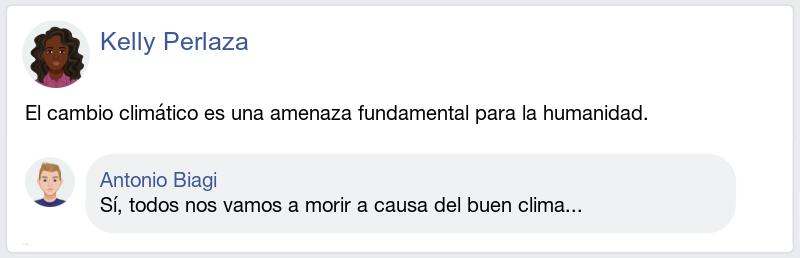 Kelly Perlaza
El cambio climático es una amenaza fundamental para la humanidad.
Antonio Biagi
Sí, todos nos vamos a morir a causa del buen clima...